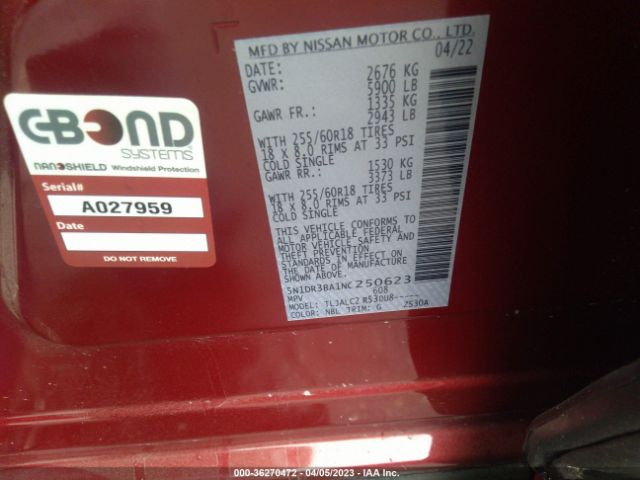 G-BOND
SYSTEMS
NANOSHIELD Windshield Protection
Serial#
A027959
Date
MFD BY NISSAN MOTOR CO., LTD.
DATE: 04/22
GVWR: 2676 KG
5900 LB
GAWR FR.: 1335 KG
2943 LB
WITH 255/60R18 TIRES
18 X 8.0 RIMS AT 33 PSI
COLD SINGLE
GAWR RR.: 1530 KG
3373 LB
WITH 255/60R18 TIRES
18 X 8.0 RIMS AT 33 PSI
COLD SINGLE
THIS VEHICLE CONFORMS TO
ALL APPLICABLE FEDERAL
MOTOR VEHICLE SAFETY AND
THEFT PREVENTION
STANDARDS IN EFFECT ON
THE DATE OF MANUFACTURE
SHOWN ABOVE.
5N1DR3BA1NC250623
MPV 608
MODEL: TLJALC2 R53DU8-----
COLOR: NBL TRIM: G 2530A
000-36270472 - 04/05/2023 - IAA Inc.